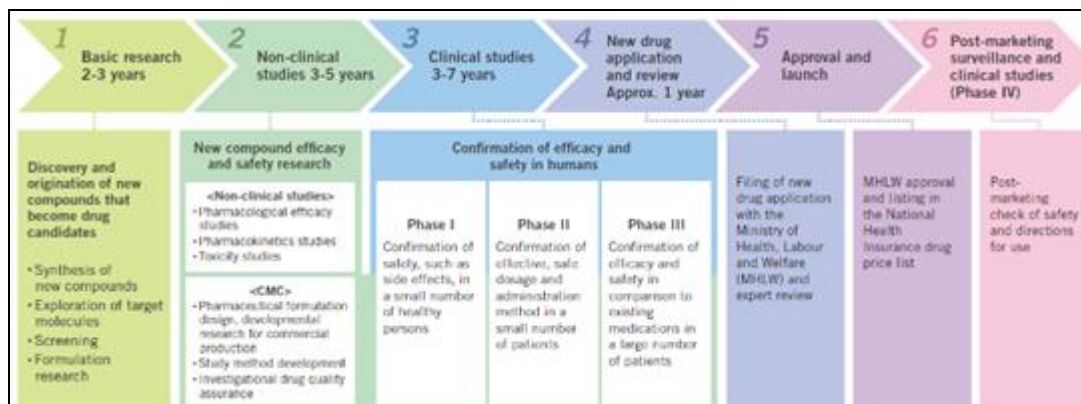 1
Basic research
2-3 years
2
Non-clinical
studies 3-5 years
3
Clinical studies
3-7 years
4
New drug
application
and review
Approx. 1 year
5
Approval and
launch
6
Post-marketing
surveillance and
clinical studies
(Phase IV)
Discovery and
origination of new
compounds that
become drug
candidates
• Synthesis of
new compounds
• Exploration of target
molecules
• Screening
• Formulation
research
New compound efficacy
and safety research
<Non-clinical studies>
• Pharmacological efficacy
studies
• Pharmacokinetics studies
• Toxicity studies
<CMC>
• Pharmaceutical formulation
design, developmental
research for commercial
production
• Study method development
• Investigational drug quality
assurance
Confirmation of efficacy and
safety in humans
Phase I
Confirmation of
safely, such as
side effects, in
a small number
of healthy
persons
Phase II
Confirmation of
effective, safe
dosage and
administration
method in a
small number
of patients
Phase III
Confirmation of
efficacy and
safety in
comparison to
existing
medications in
a large number
of patients
Filing of new
drug application
with the
Ministry of
Health, Labour
and Welfare
(MHLW) and
expert review
MHLW approval
and listing in
the National
Health
Insurance drug
price list
Post-
marketing
check of safety
and directions
for use